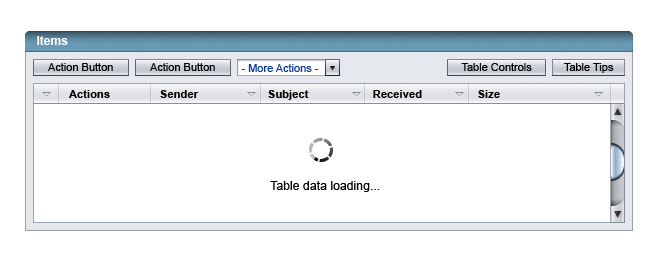 Items
Action Button Action Button - More Actions - Table Controls Table Tips
Actions Sender Subject Received Size
Table data loading...